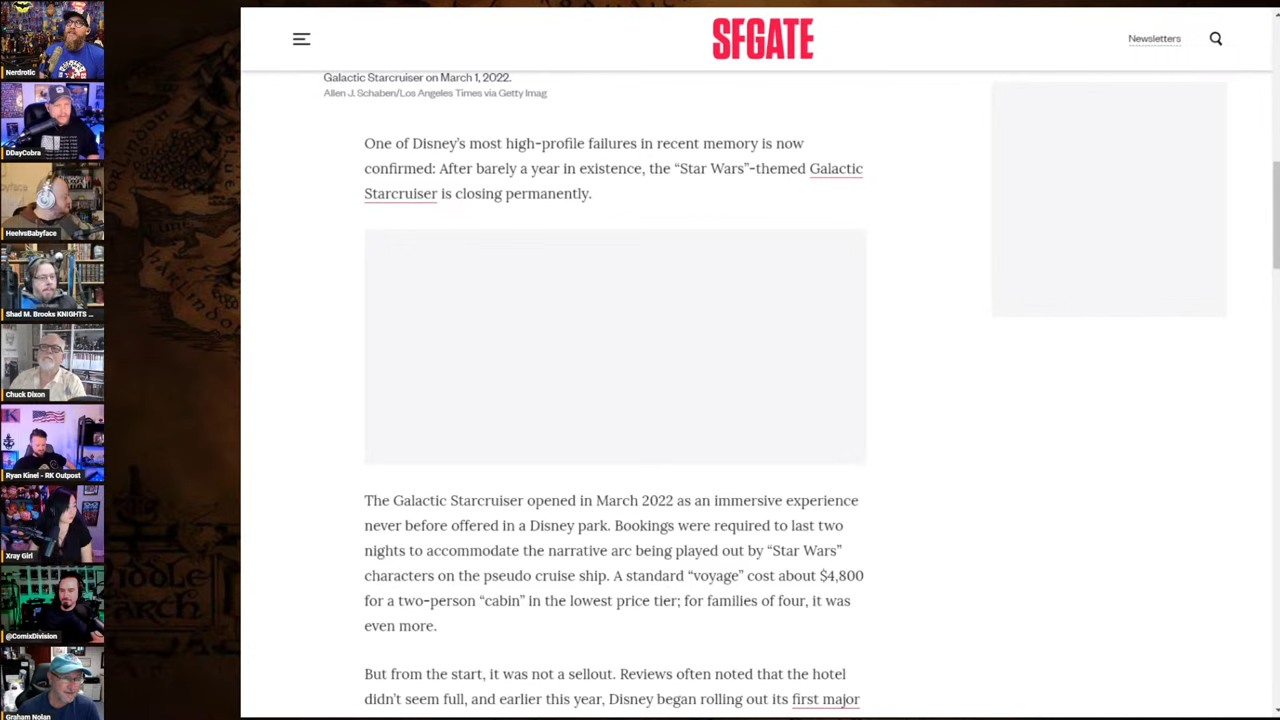 Nerdrotic
DDayCobra
HeelvsBabyface
Shad M. Brooks KNIGHTS ...
Chuck Dixon
Ryan Kinel - RK Outpost
Xray Girl
@ComixDivision
Graham Nolan
SFGATE
Newsletters
Galactic Starcruiser on March 1, 2022.
Allen J. Schaben/Los Angeles Times via Getty Imag
One of Disney’s most high-profile failures in recent memory is now
confirmed: After barely a year in existence, the “Star Wars”-themed Galactic
Starcruiser is closing permanently.
The Galactic Starcruiser opened in March 2022 as an immersive experience
never before offered in a Disney park. Bookings were required to last two
nights to accommodate the narrative arc being played out by “Star Wars”
characters on the pseudo cruise ship. A standard “voyage” cost about $4,800
for a two-person “cabin” in the lowest price tier; for families of four, it was
even more.
But from the start, it was not a sellout. Reviews often noted that the hotel
didn’t seem full, and earlier this year, Disney began rolling out its first major